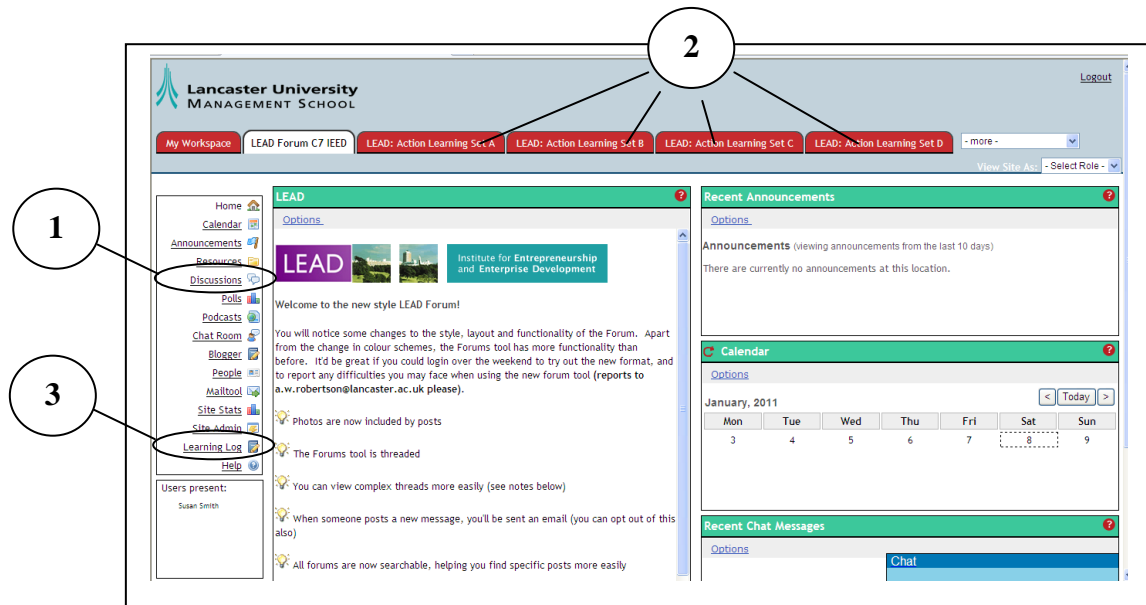 2
Lancaster University
MANAGEMENT SCHOOL
Logout
My Workspace
LEAD Forum C7 IEED
LEAD: Action Learning Set A
LEAD: Action Learning Set B
LEAD: Action Learning Set C
LEAD: Action Learning Set D
- more -
View Site As:
- Select Role -
1
3
Home
Calendar
Announcements
Resources
Discussions
Polls
Podcasts
Chat Room
Blogger
People
Mailtool
Site Stats
Site Admin
Learning Log
Help
Users present:
Susan Smith
LEAD
?
Options
LEAD
Institute for Entrepreneurship
and Enterprise Development
Welcome to the new style LEAD Forum!
You will notice some changes to the style, layout and functionality of the Forum. Apart
from the change in colour schemes, the Forums tool has more functionality than
before. It'd be great if you could login over the weekend to try out the new format, and
to report any difficulties you may face when using the new forum tool (reports to
a.w.robertson@lancaster.ac.uk please).
Photos are now included by posts
The Forums tool is threaded
You can view complex threads more easily (see notes below)
When someone posts a new message, you'll be sent an email (you can opt out of this
also)
All forums are now searchable, helping you find specific posts more easily
Recent Announcements
?
Options
Announcements (viewing announcements from the last 10 days)
There are currently no announcements at this location.
Calendar
?
Options
January, 2011
< Today >
Mon Tue Wed Thu Fri Sat Sun
3 4 5 6 7 8 9
Recent Chat Messages
?
Options
Chat